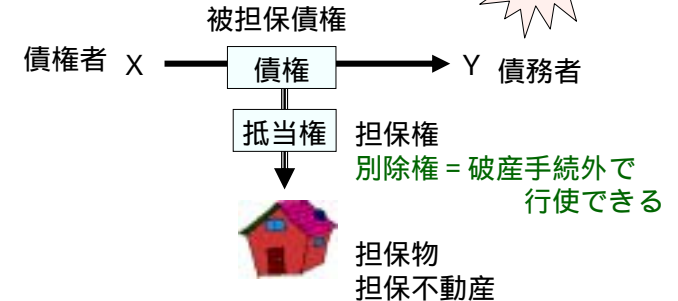 被担保債権
債権者 X 債権 Y 債務者
抵当権 担保権
別除権 = 破産手続外で
行使できる
担保物
担保不動産